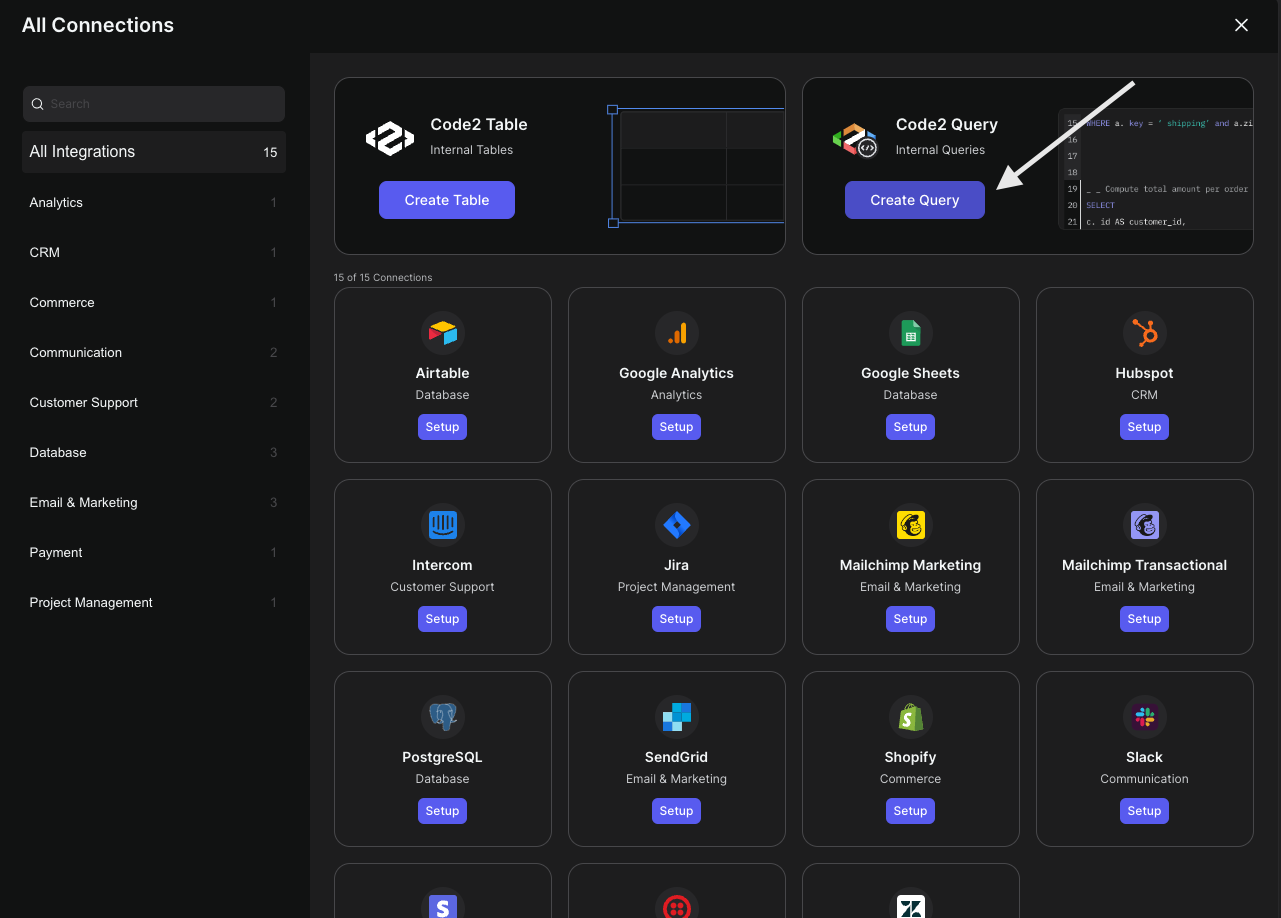 All Connections
Search
All Integrations 15
Analytics 1
CRM 1
Commerce 1
Communication 2
Customer Support 2
Database 3
Email & Marketing 3
Payment 1
Project Management 1
Code2 Table
Internal Tables
Create Table
Code2 Query
Internal Queries
Create Query
15 WHERE a. key = ' shipping' and a.zi
16
17
18
19 _ _ Compute total amount per order
20 SELECT
21 c. id AS customer_id,
15 of 15 Connections
Airtable
Database
Setup
Google Analytics
Analytics
Setup
Google Sheets
Database
Setup
Hubspot
CRM
Setup
Intercom
Customer Support
Setup
Jira
Project Management
Setup
Mailchimp Marketing
Email & Marketing
Setup
Mailchimp Transactional
Email & Marketing
Setup
PostgreSQL
Database
Setup
SendGrid
Email & Marketing
Setup
Shopify
Commerce
Setup
Slack
Communication
Setup